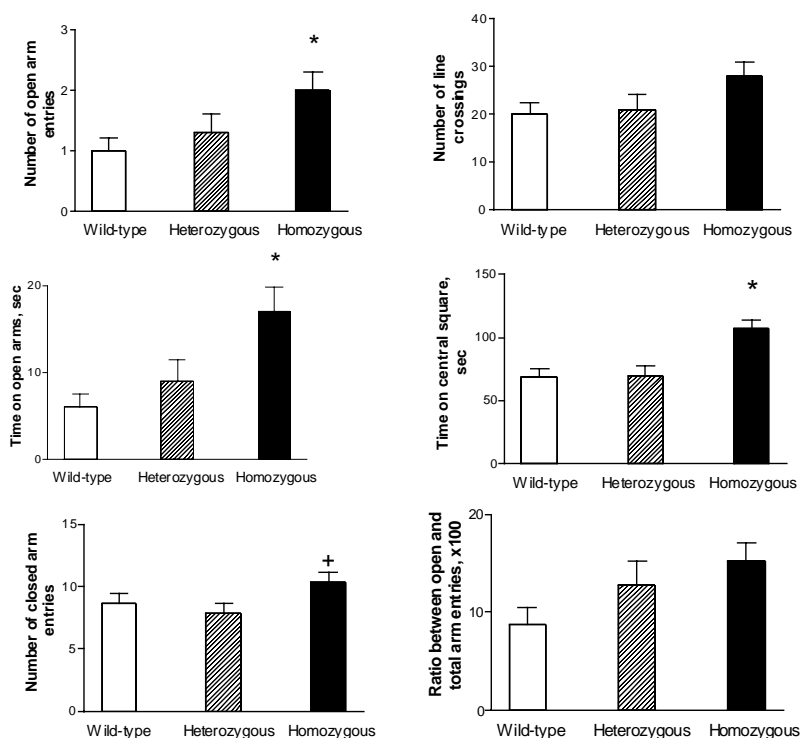 Number of open arm
entries
3
2
1
0
*
Wild-type Heterozygous Homozygous
Number of line
crossings
40
30
20
10
0
Wild-type Heterozygous Homozygous
Time on open arms, sec
20
10
0
*
Wild-type Heterozygous Homozygous
Time on central square,
sec
150
100
50
0
*
Wild-type Heterozygous Homozygous
Number of closed arm
entries
15
10
5
0
+
Wild-type Heterozygous Homozygous
Ratio between open and
total arm entries, x100
20
10
0
Wild-type Heterozygous Homozygous